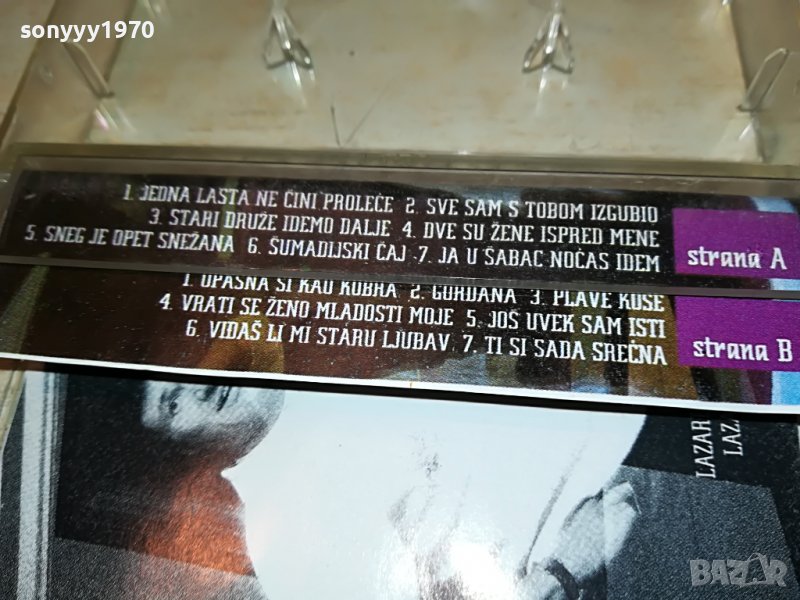 sonyyy1970
1. JEDNA LASTA NE ČINI PROLEĆE 2. SVE SAM S TOBOM IZGUBIO
3. STARI DRUŽE IDEMO DALJE 4. DVE SU ŽENE ISPRED MENE
5. SNEG JE OPET SNEŽANA 6. ŠUMADIJSKI ČAJ 7. JA U ŠABAC NOĆAS IDEM
strana A
1. OPASNA SI KAO KOBRA 2. GORDANA 3. PLAVE KOSE
4. VRATI SE ŽENO MLADOSTI MOJE 5. JOŠ UVEK SAM ISTI
6. VIĐAŠ LI MI STARU LJUBAV 7. TI SI SADA SREĆNA
strana B
LAZAR
LAZ
BAZAR